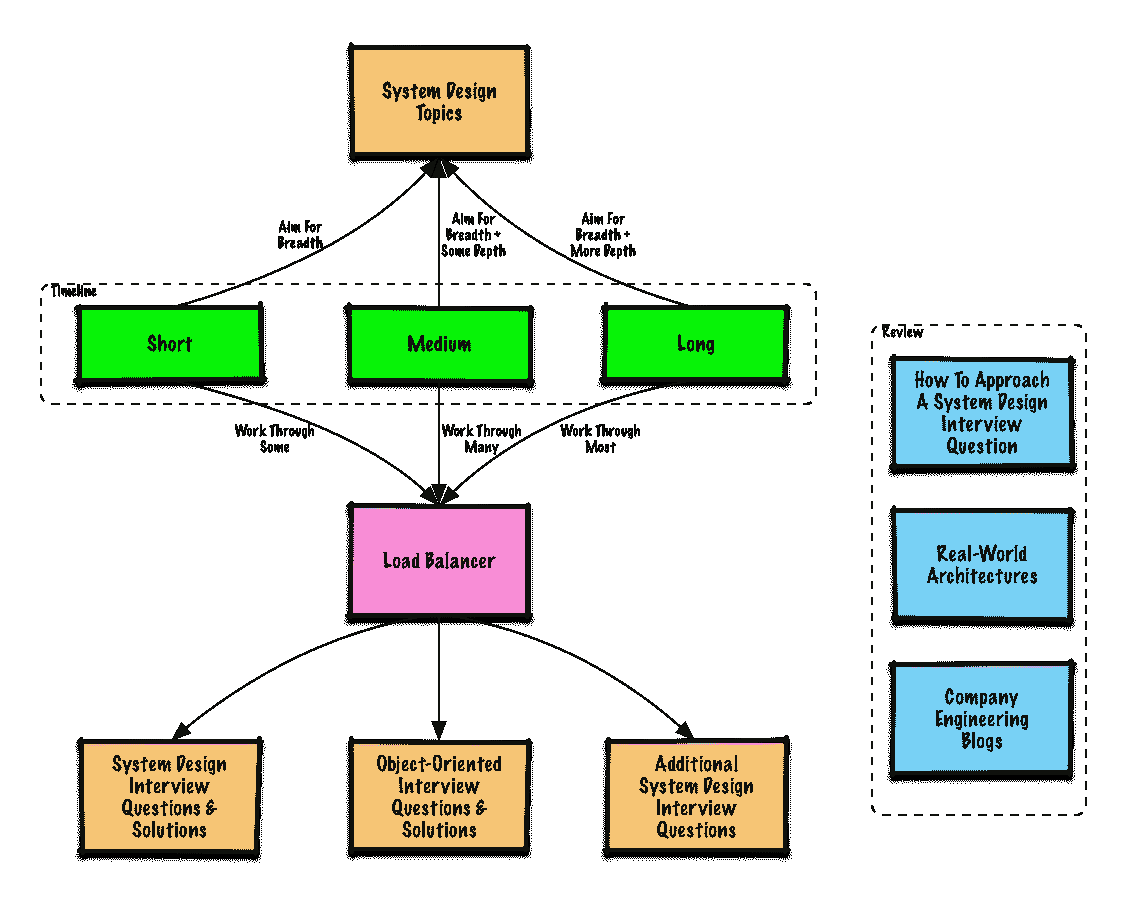 System Design
Topics
Aim For
Breadth
Aim For
Breadth +
Some Depth
Aim For
Breadth +
More Depth
Timeline
Short
Medium
Long
Work Through
Some
Work Through
Many
Work Through
Most
Load Balancer
System Design
Interview
Questions &
Solutions
Object-Oriented
Interview
Questions &
Solutions
Additional
System Design
Interview
Questions
Review
How To Approach
A System Design
Interview
Question
Real-World
Architectures
Company
Engineering
Blogs